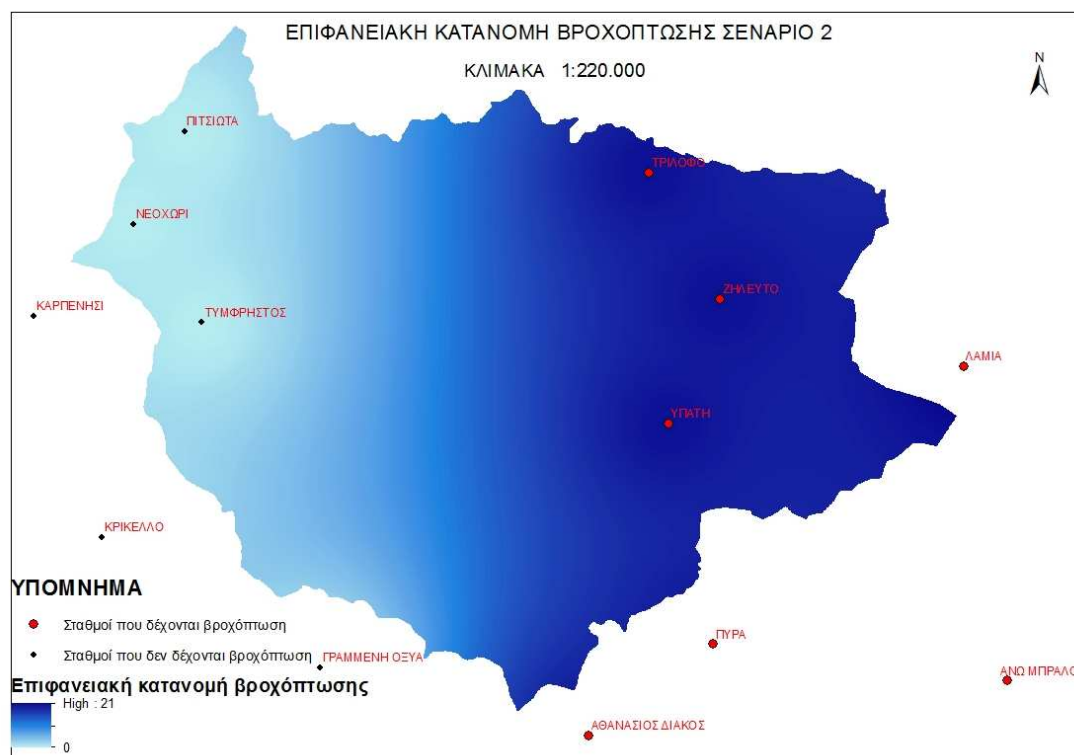 ΕΠΙΦΑΝΕΙΑΚΗ ΚΑΤΑΝΟΜΗ ΒΡΟΧΟΠΤΩΣΗΣ ΣΕΝΑΡΙΟ 2
ΚΛΙΜΑΚΑ 1:220.000
N
ΠΙΤΣΙΩΤΑ
ΤΡΙΛΟΦΟ
ΝΕΟΧΩΡΙ
ΖΗΛΕΥΤΟ
ΚΑΡΠΕΝΗΣΙ
ΤΥΜΦΡΗΣΤΟΣ
ΛΑΜΙΑ
ΥΠΑΤΗ
ΚΡΙΚΕΛΛΟ
ΥΠΟΜΝΗΜΑ
Σταθμοί που δέχονται βροχόπτωση
Σταθμοί που δεν δέχονται βροχόπτωση
ΓΡΑΜΜΕΝΗ ΟΞΥΑ
ΠΥΡΑ
ΑΝΩ ΜΠΡΑΛΟ
Επιφανειακή κατανομή βροχόπτωσης
High : 21
0
ΑΘΑΝΑΣΙΟΣ ΔΙΑΚΟΣ